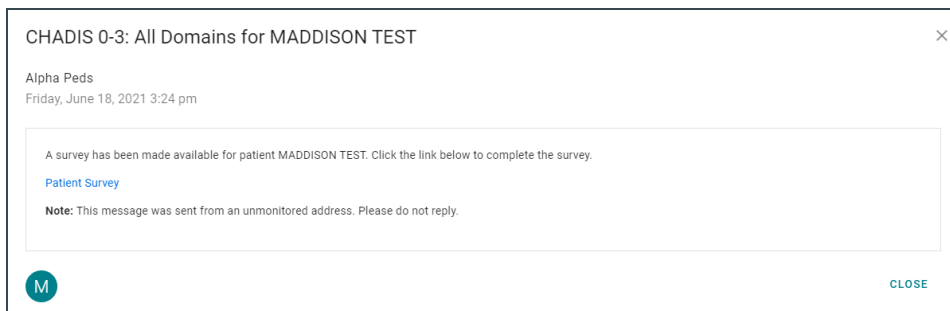 CHADIS 0-3: All Domains for MADDISON TEST
Alpha Peds
Friday, June 18, 2021 3:24 pm
A survey has been made available for patient MADDISON TEST. Click the link below to complete the survey.
Patient Survey
Note: This message was sent from an unmonitored address. Please do not reply.
M
CLOSE